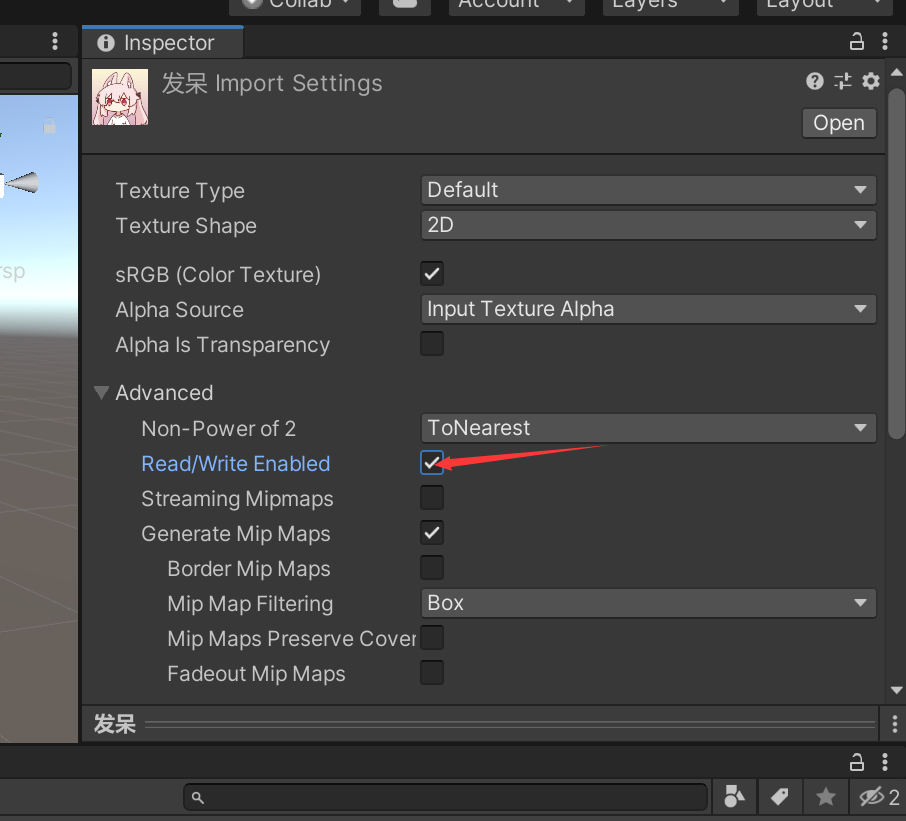 Collab
Account
Layers
Layout
Inspector
发呆 Import Settings
Open
Texture Type
Default
Texture Shape
2D
rsp
sRGB (Color Texture)
Alpha Source
Input Texture Alpha
Alpha Is Transparency
Advanced
Non-Power of 2
ToNearest
Read/Write Enabled
Streaming Mipmaps
Generate Mip Maps
Border Mip Maps
Mip Map Filtering
Box
Mip Maps Preserve Cover
Fadeout Mip Maps
发呆
2